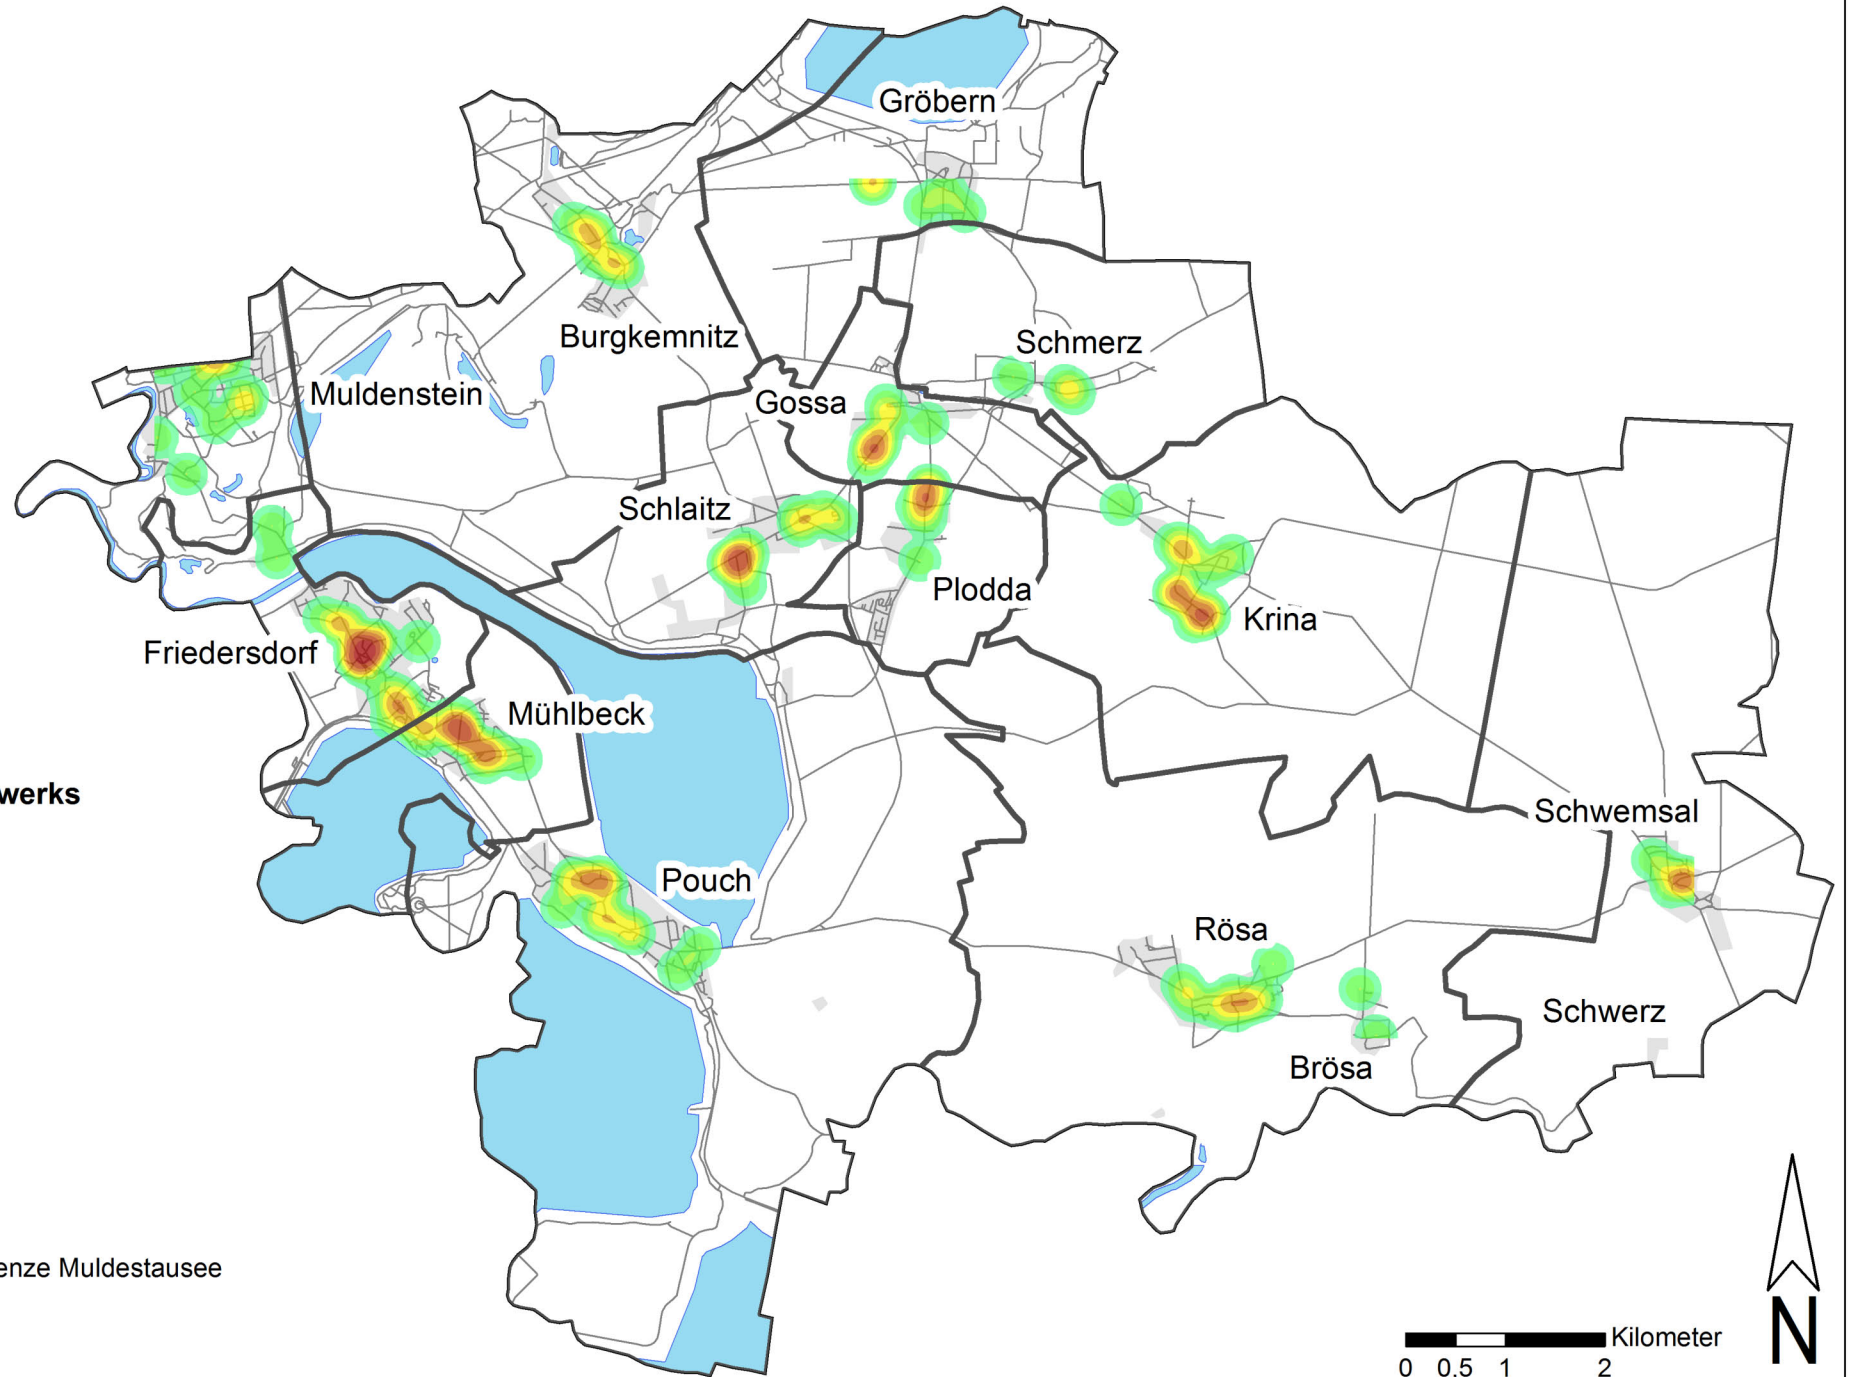 Gröbern
Burgkemnitz
Schmerz
Muldenstein
Gossa
Schlaitz
Plodda
Krina
Friedersdorf
Mühlbeck
werks
Schwemsal
Pouch
Rösa
Schwerz
Brösa
enze Muldestausee
Kilometer
0 0.5 1 2
N